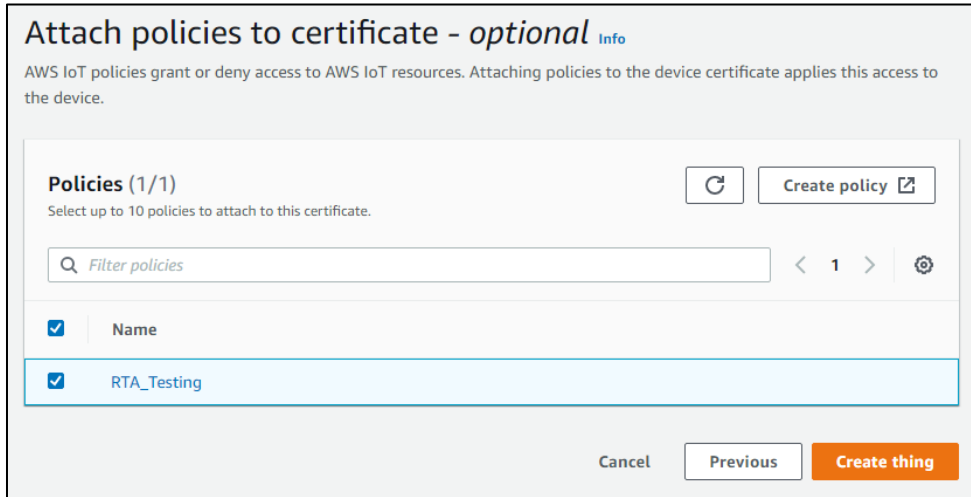 Attach policies to certificate - optional Info
AWS IoT policies grant or deny access to AWS IoT resources. Attaching policies to the device certificate applies this access to
the device.
Policies (1/1)
Create policy
Select up to 10 policies to attach to this certificate.
Filter policies
1
Name
RTA_Testing
Cancel
Previous
Create thing